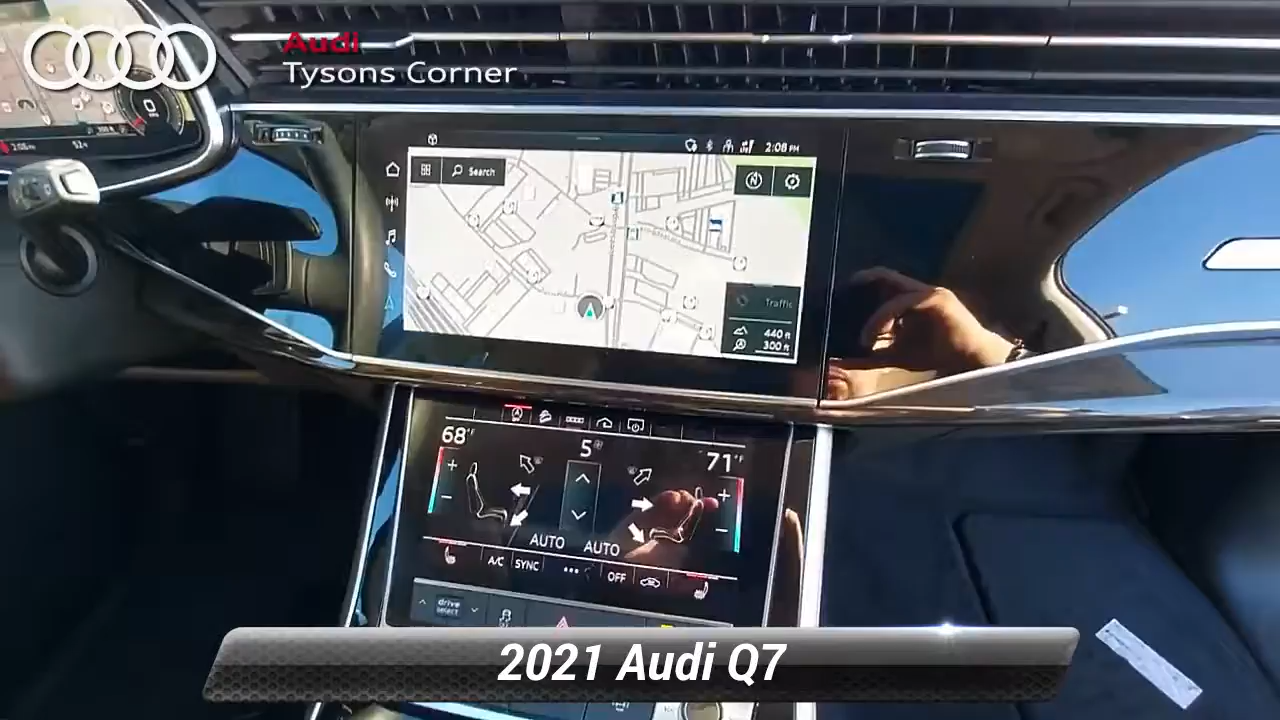 Audi
Tysons Corner
2:08 PM
Search
Traffic
440 ft
300 ft
68°F
5
71°F
AUTO
AUTO
A/C
SYNC
OFF
drive
select
2021 Audi Q7